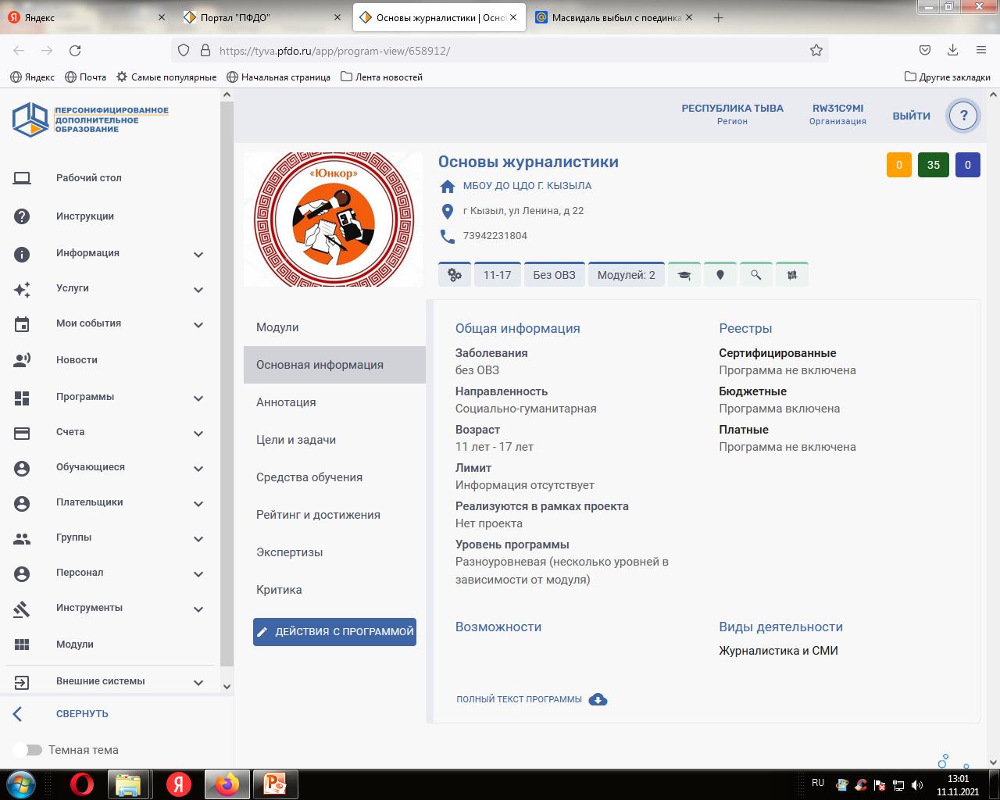 Яндекс
Портал "ПФДО"
Основы журналистики | Осно
Масвидаль выбыл с поединка
https://tyva.pfdo.ru/app/program-view/658912/
Яндекс
Почта
Самые популярные
Начальная страница
Лента новостей
Другие закладки
ПЕРСОНИФИЦИРОВАННОЕ
ДОПОЛНИТЕЛЬНОЕ
ОБРАЗОВАНИЕ
РЕСПУБЛИКА ТЫВА
Регион
RW31C9MI
Организация
ВЫЙТИ
?
Рабочий стол
Инструкции
Информация
Услуги
Мои события
Новости
Программы
Счета
Обучающиеся
Плательщики
Группы
Персонал
Инструменты
Модули
Внешние системы
СВЕРНУТЬ
Темная тема
«Юнкор»
Основы журналистики
МБОУ ДО ЦДО Г. КЫЗЫЛА
г Кызыл, ул Ленина, д 22
73942231804
0
35
0
11-17
Без ОВЗ
Модулей: 2
Модули
Основная информация
Аннотация
Цели и задачи
Средства обучения
Рейтинг и достижения
Экспертизы
Критика
ДЕЙСТВИЯ С ПРОГРАММОЙ
Общая информация
Заболевания
без ОВЗ
Направленность
Социально-гуманитарная
Возраст
11 лет - 17 лет
Лимит
Информация отсутствует
Реализуются в рамках проекта
Нет проекта
Уровень программы
Разноуровневая (несколько уровней в
зависимости от модуля)
Реестры
Сертифицированные
Программа не включена
Бюджетные
Программа включена
Платные
Программа не включена
Возможности
Виды деятельности
Журналистика и СМИ
ПОЛНЫЙ ТЕКСТ ПРОГРАММЫ
RU
13:01
11.11.2021